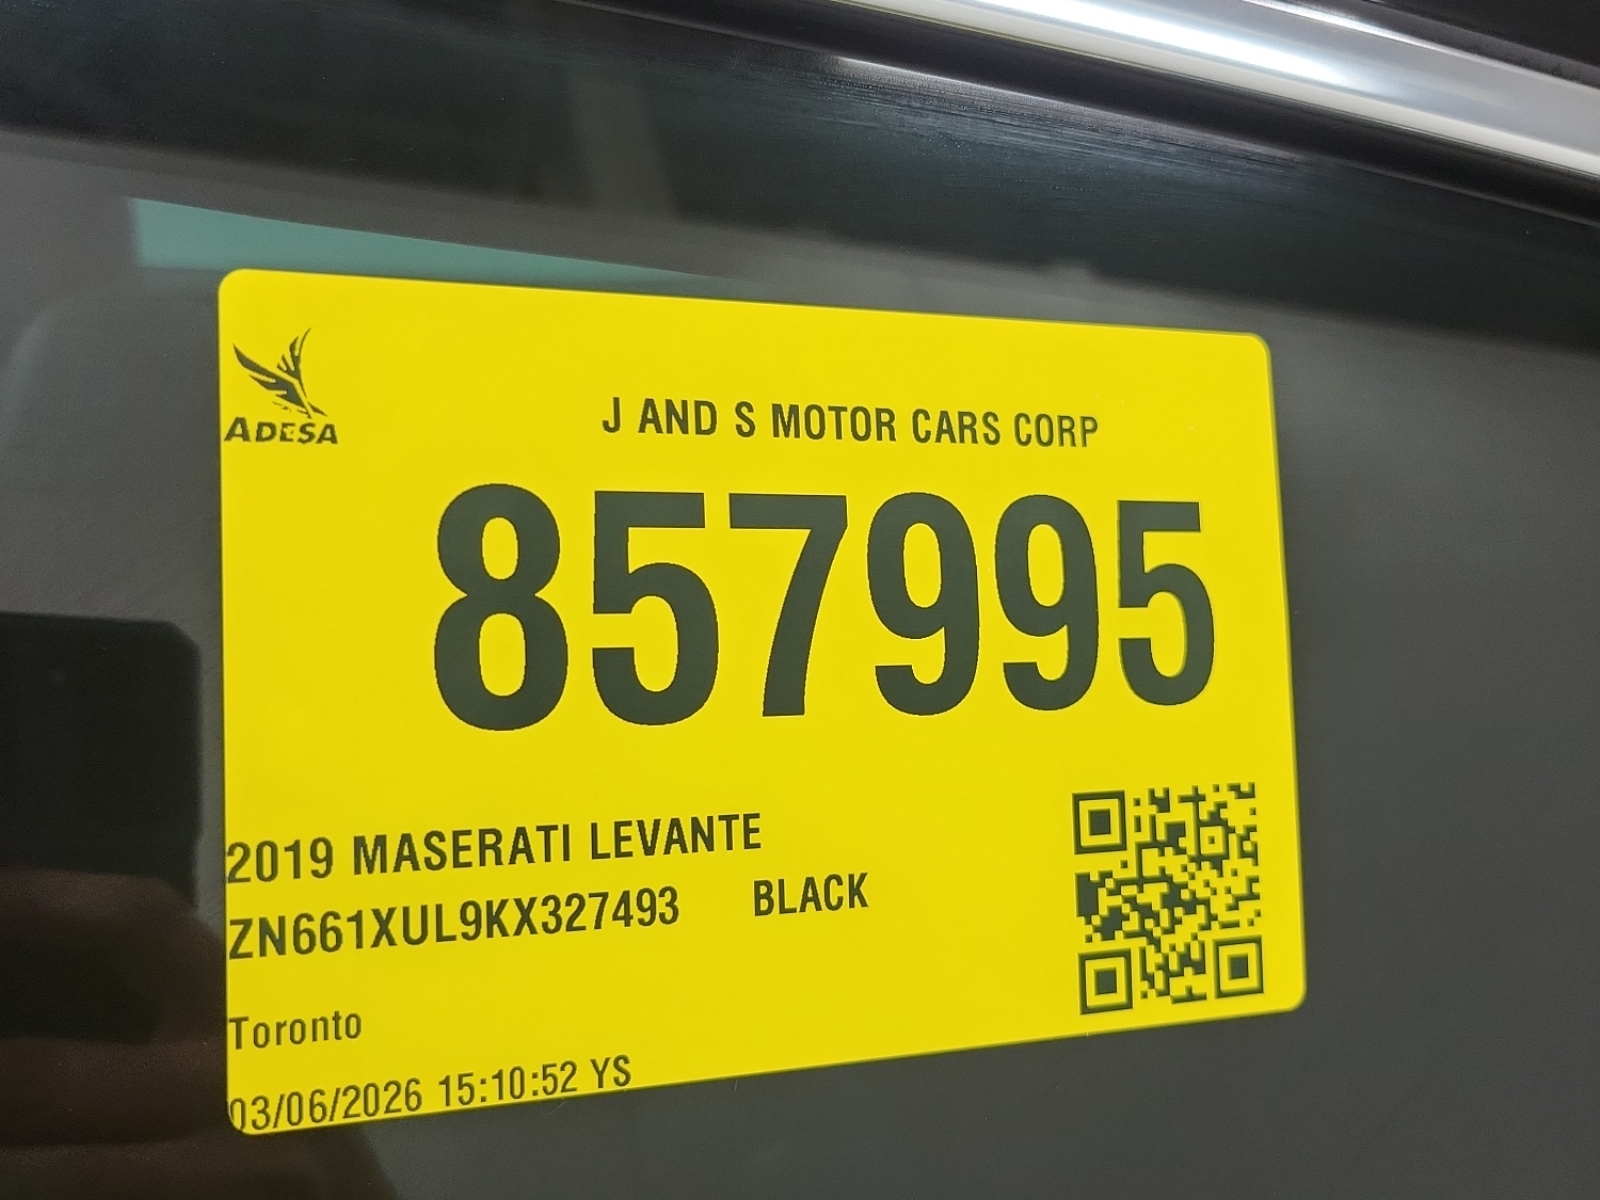 ADESA
J AND S MOTOR CARS CORP
857995
2019 MASERATI LEVANTE
ZN661XUL9KX327493 BLACK
Toronto
03/06/2026 15:10:52 YS